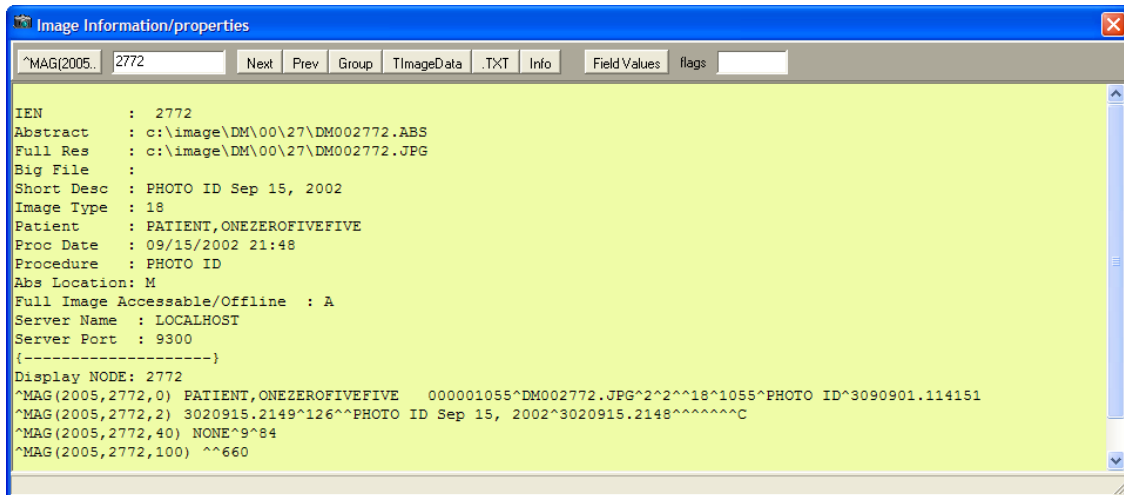 Image Information/properties
^MAG(2005.. 2772 Next Prev Group TImageData .TXT Info Field Values flags
IEN : 2772
Abstract : c:\image\DM\00\27\DM002772.ABS
Full Res : c:\image\DM\00\27\DM002772.JPG
Big File :
Short Desc : PHOTO ID Sep 15, 2002
Image Type : 18
Patient : PATIENT,ONEZEROFIVEFIVE
Proc Date : 09/15/2002 21:48
Procedure : PHOTO ID
Abs Location: M
Full Image Accessable/Offline : A
Server Name : LOCALHOST
Server Port : 9300
{---------------------}
Display NODE: 2772
^MAG(2005,2772,0) PATIENT,ONEZEROFIVEFIVE 000001055^DM002772.JPG^2^2^^18^1055^PHOTO ID^3090901.114151
^MAG(2005,2772,2) 3020915.2149^126^^PHOTO ID Sep 15, 2002^3020915.2148^^^^^^^C
^MAG(2005,2772,40) NONE^9^84
^MAG(2005,2772,100) ^^660